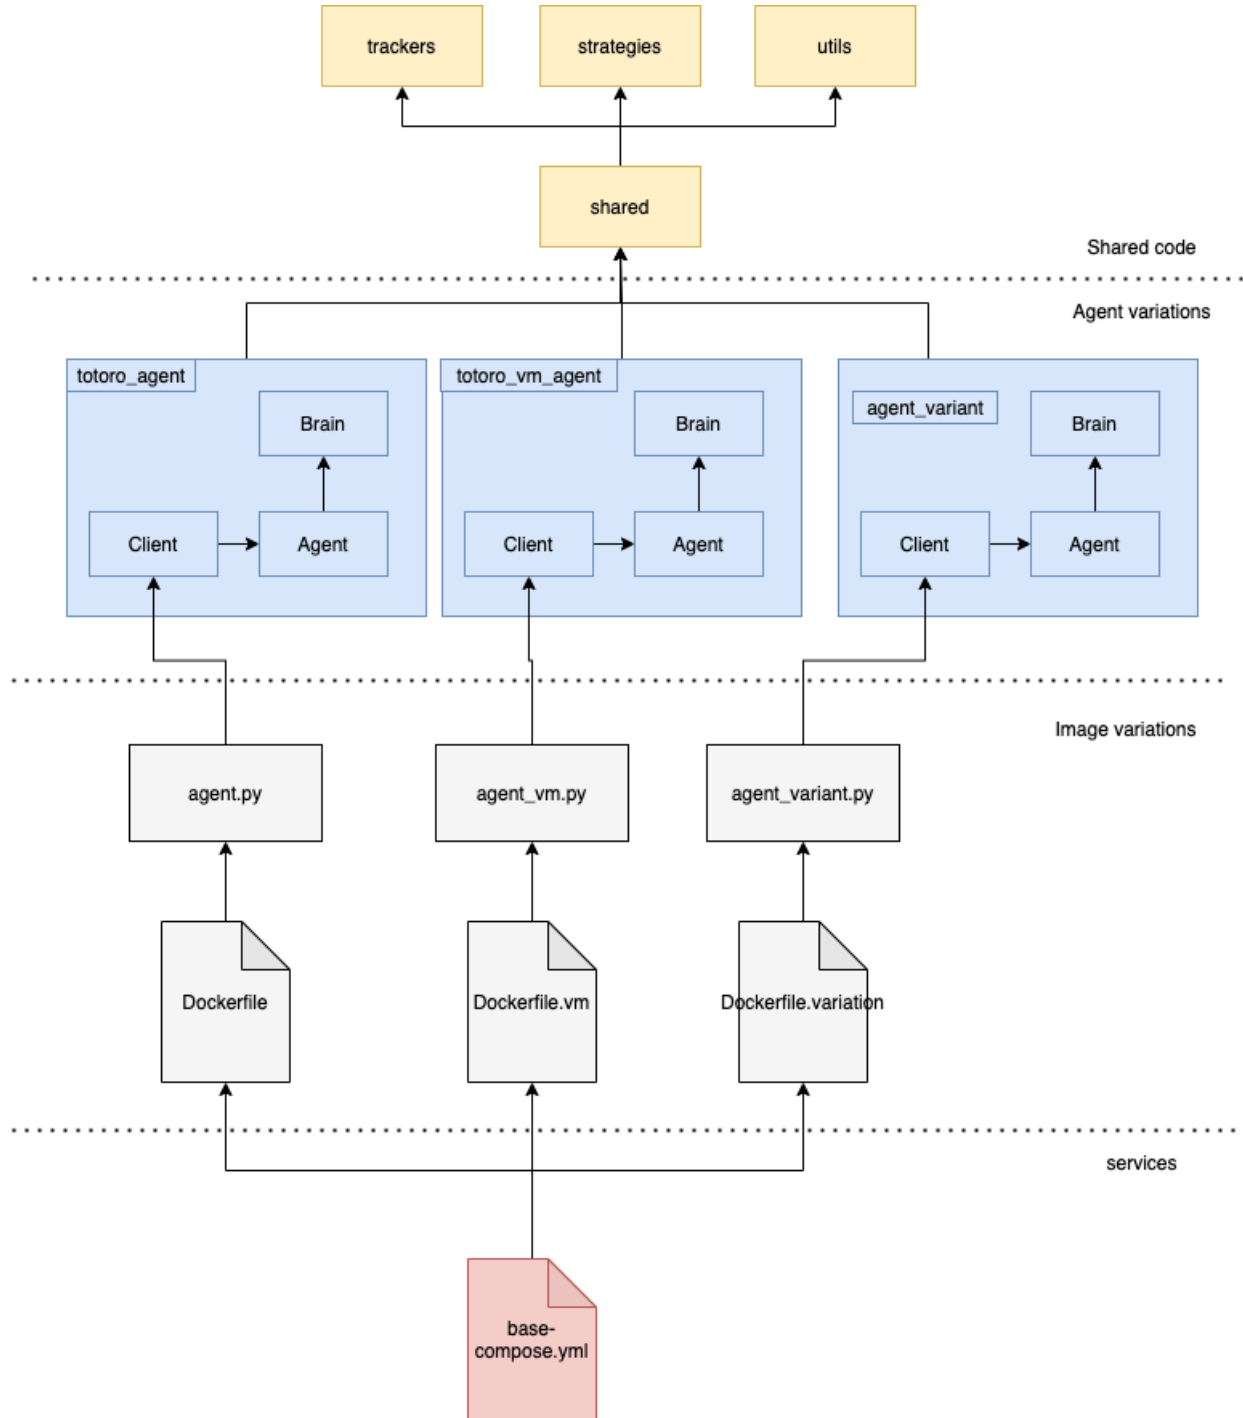 trackers
strategies
utils
shared
Shared code
Agent variations
totoro_agent
totoro_vm_agent
agent_variant
Brain
Brain
Brain
Client
Agent
Client
Agent
Client
Agent
Image variations
agent.py
agent_vm.py
agent_variant.py
Dockerfile
Dockerfile.vm
Dockerfile.variation
services
base-
compose.yml